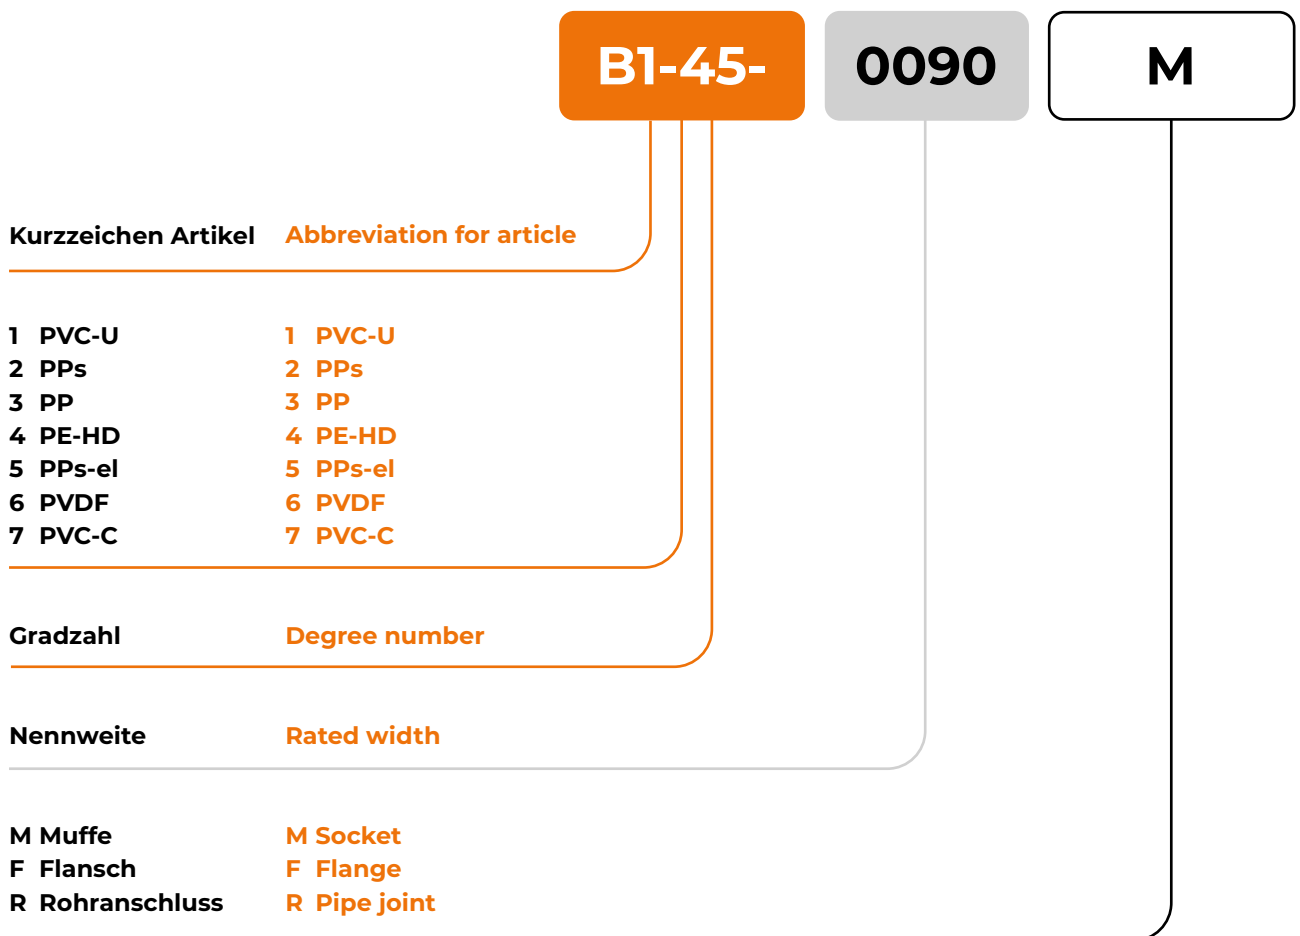 B1-45- 0090 M
Kurzzeichen Artikel Abbreviation for article
1 PVC-U 1 PVC-U
2 PPs 2 PPs
3 PP 3 PP
4 PE-HD 4 PE-HD
5 PPs-el 5 PPs-el
6 PVDF 6 PVDF
7 PVC-C 7 PVC-C
Gradzahl Degree number
Nennweite Rated width
M Muffe M Socket
F Flansch F Flange
R Rohranschluss R Pipe joint